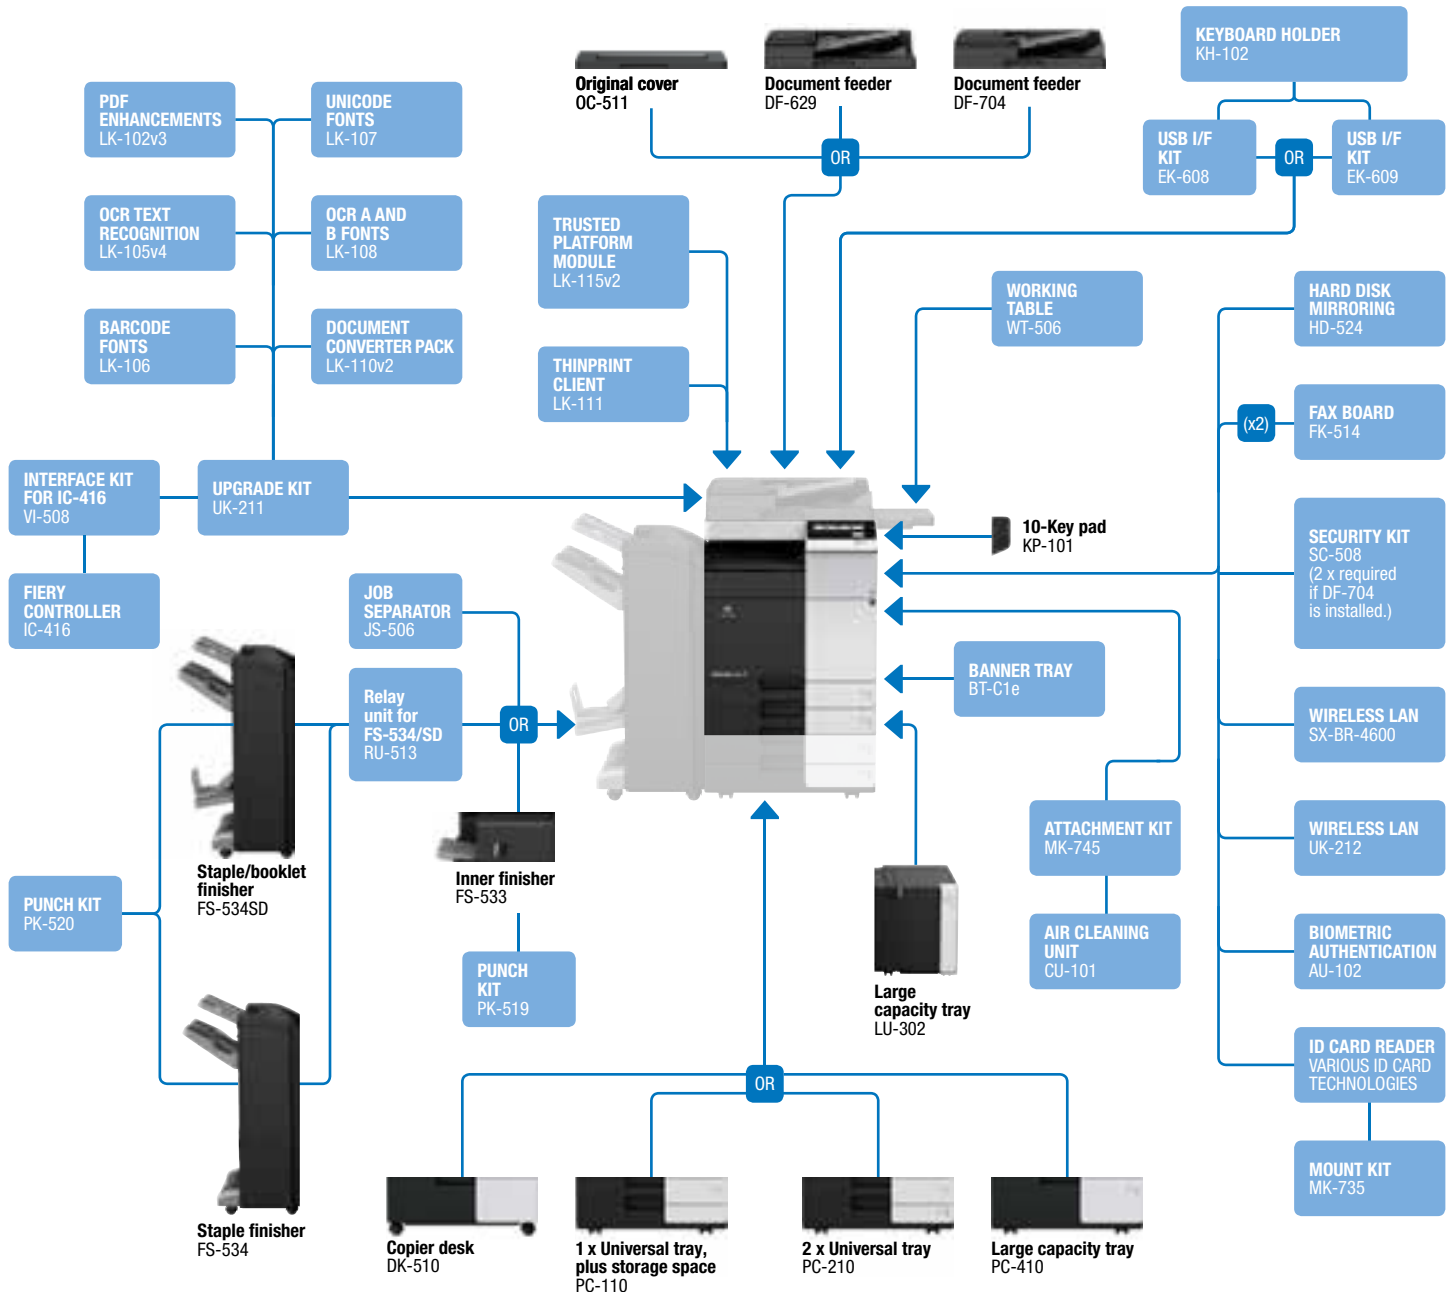 KEYBOARD HOLDER
KH-102
Original cover
OC-511
Document feeder
DF-629
Document feeder
DF-704
PDF
ENHANCEMENTS
LK-102v3
UNICODE
FONTS
LK-107
USB I/F
KIT
EK-608
OR
USB I/F
KIT
EK-609
OR
OCR TEXT
RECOGNITION
LK-105v4
OCR A AND
B FONTS
LK-108
TRUSTED
PLATFORM
MODULE
LK-115v2
WORKING
TABLE
WT-506
HARD DISK
MIRRORING
HD-524
BARCODE
FONTS
LK-106
DOCUMENT
CONVERTER PACK
LK-110v2
THINPRINT
CLIENT
LK-111
(x2)
FAX BOARD
FK-514
INTERFACE KIT
FOR IC-416
VI-508
UPGRADE KIT
UK-211
10-Key pad
KP-101
SECURITY KIT
SC-508
(2 x required
if DF-704
is installed.)
FIERY
CONTROLLER
IC-416
JOB
SEPARATOR
JS-506
Relay
unit for
FS-534/SD
RU-513
OR
BANNER TRAY
BT-C1e
WIRELESS LAN
SX-BR-4600
ATTACHMENT KIT
MK-745
WIRELESS LAN
UK-212
Staple/booklet
finisher
FS-534SD
Inner finisher
FS-533
PUNCH KIT
PK-520
AIR CLEANING
UNIT
CU-101
BIOMETRIC
AUTHENTICATION
AU-102
PUNCH
KIT
PK-519
Large
capacity tray
LU-302
ID CARD READER
VARIOUS ID CARD
TECHNOLOGIES
OR
MOUNT KIT
MK-735
Staple finisher
FS-534
Copier desk
DK-510
1 x Universal tray,
plus storage space
PC-110
2 x Universal tray
PC-210
Large capacity tray
PC-410